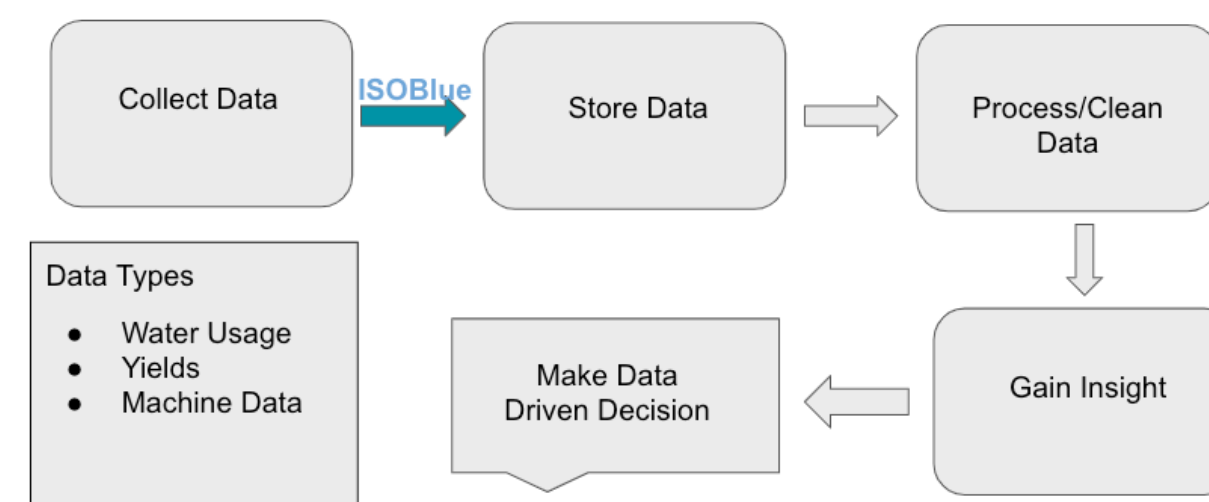 Collect Data
ISOBlue
Store Data
Process/Clean
Data
Data Types
● Water Usage
● Yields
● Machine Data
Make Data
Driven Decision
Gain Insight